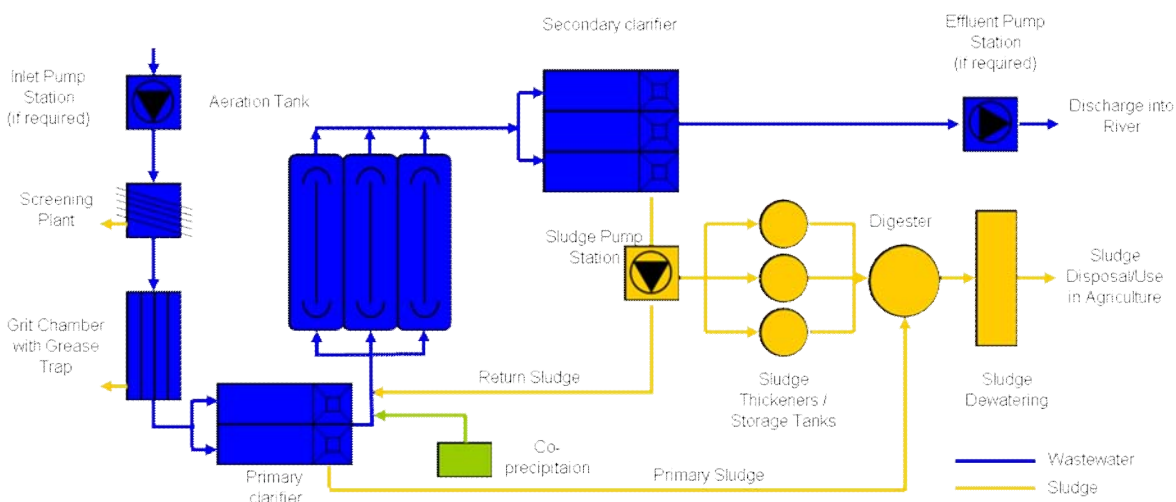 Secondary clarifier
Effluent Pump
Station
(if required)
Inlet Pump
Station
(if required)
Aeration Tank
Discharge into
River
Screening
Plant
Sludge Pump
Station
Digester
Sludge
Disposal/Use
in Agriculture
Grit Chamber
with Grease
Trap
Return Sludge
Sludge
Thickeners /
Storage Tanks
Sludge
Dewatering
Co-
precipitaion
Primary
clarifier
Primary Sludge
Wastewater
Sludge